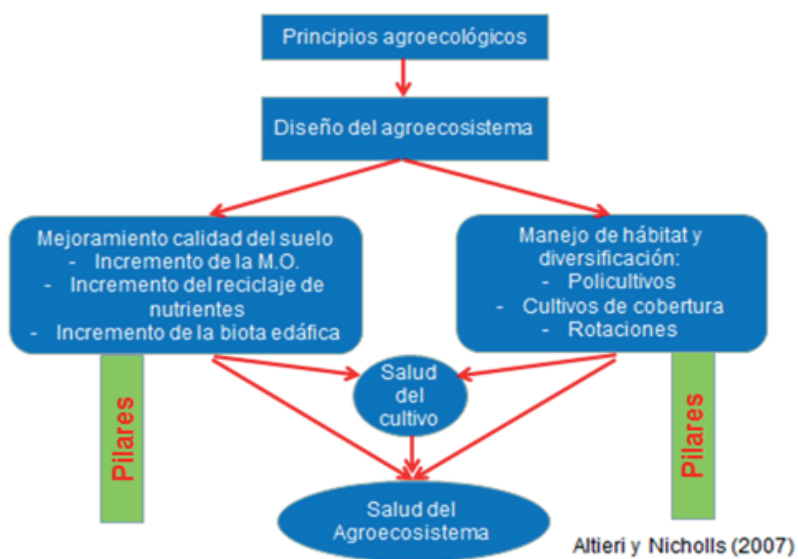 Principios agroecológicos
Diseño del agroecosistema
Mejoramiento calidad del suelo
- Incremento de la M.O.
- Incremento del reciclaje de
nutrientes
- Incremento de la biota edáfica
Manejo de hábitat y
diversificación:
- Policultivos
- Cultivos de cobertura
- Rotaciones
Pilares
Salud
del
cultivo
Pilares
Salud del
Agroecosistema
Altieri y Nicholls (2007)